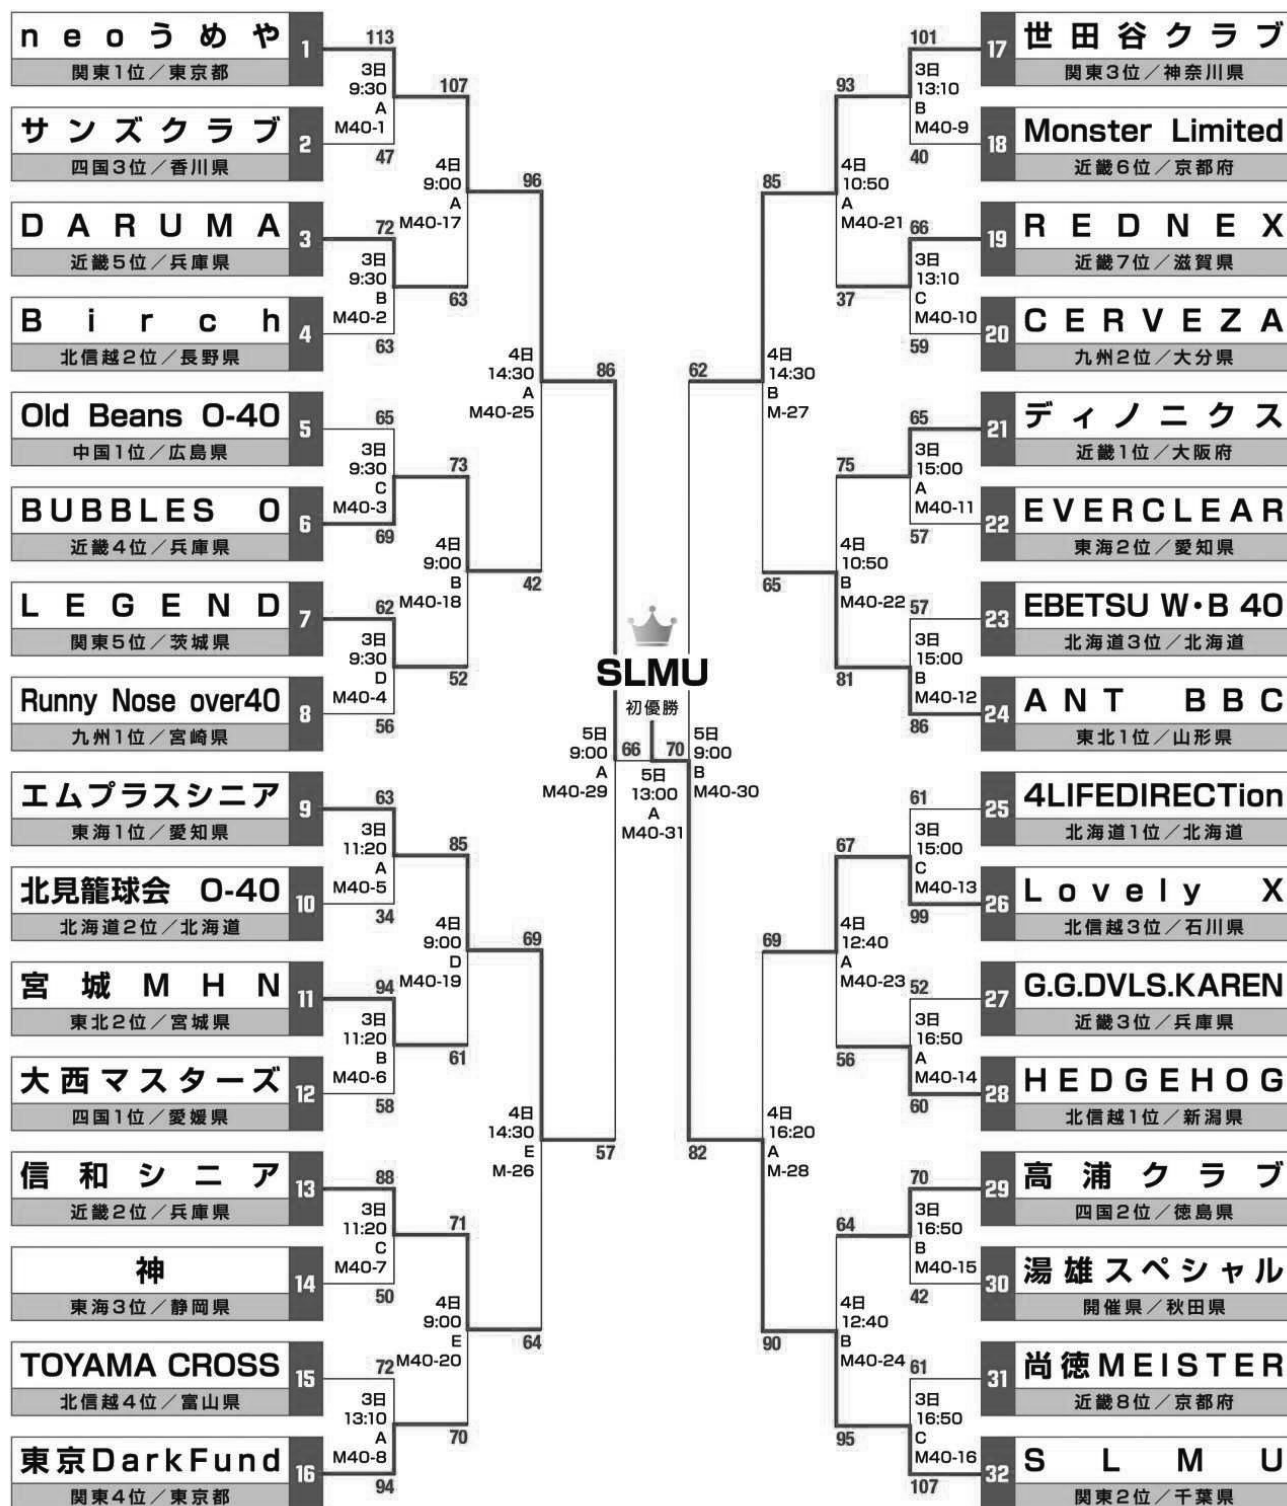 neoうめや
1
関東1位／東京都
サンズクラブ
2
四国3位／香川県
DARUMA
3
近畿5位／兵庫県
Birch
4
北信越2位／長野県
Old Beans O-40
5
中国1位／広島県
BUBBLES O
6
近畿4位／兵庫県
LEGEND
7
関東5位／茨城県
Runny Nose over40
8
九州1位／宮崎県
エムプラスシニア
9
東海1位／愛知県
北見籠球会 O-40
10
北海道2位／北海道
宮城MHN
11
東北2位／宮城県
大西マスターズ
12
四国1位／愛媛県
信和シニア
13
近畿2位／兵庫県
神
14
東海3位／静岡県
TOYAMA CROSS
15
北信越4位／富山県
東京DarkFund
16
関東4位／東京都
113
3日
9:30
A
M40-1
47
72
3日
9:30
B
M40-2
63
65
3日
9:30
C
M40-3
69
62
3日
9:30
D
M40-4
56
63
3日
11:20
A
M40-5
34
94
3日
11:20
B
M40-6
58
88
3日
11:20
C
M40-7
50
72
3日
13:10
A
M40-8
94
107
4日
9:00
A
M40-17
63
73
4日
9:00
B
M40-18
52
85
4日
9:00
D
M40-19
61
71
4日
9:00
E
M40-20
70
96
4日
14:30
A
M40-25
42
69
4日
14:30
E
M-26
64
86
5日
9:00
A
M40-29
57
SLMU
初優勝
66
70
5日
13:00
A
M40-31
62
5日
9:00
B
M40-30
82
85
4日
14:30
B
M-27
65
69
4日
16:20
A
M-28
90
93
4日
10:50
A
M40-21
37
75
4日
10:50
B
M40-22
81
67
4日
12:40
A
M40-23
56
64
4日
12:40
B
M40-24
95
101
3日
13:10
B
M40-9
40
66
3日
13:10
C
M40-10
59
65
3日
15:00
A
M40-11
57
57
3日
15:00
B
M40-12
86
61
3日
15:00
C
M40-13
99
52
3日
16:50
A
M40-14
60
70
3日
16:50
B
M40-15
42
61
3日
16:50
C
M40-16
107
17
世田谷クラブ
関東3位／神奈川県
18
Monster Limited
近畿6位／京都府
19
REDNEX
近畿7位／滋賀県
20
CERVEZA
九州2位／大分県
21
ディノニクス
近畿1位／大阪府
22
EVERCLEAR
東海2位／愛知県
23
EBETSU W・B 40
北海道3位／北海道
24
ANT BBC
東北1位／山形県
25
4LIFEDIRECTion
北海道1位／北海道
26
Lovely X
北信越3位／石川県
27
G.G.DVLS.KAREN
近畿3位／兵庫県
28
HEDGEHOG
北信越1位／新潟県
29
高浦クラブ
四国2位／徳島県
30
湯雄スペシャル
開催県／秋田県
31
尚徳MEISTER
近畿8位／京都府
32
SLMU
関東2位／千葉県